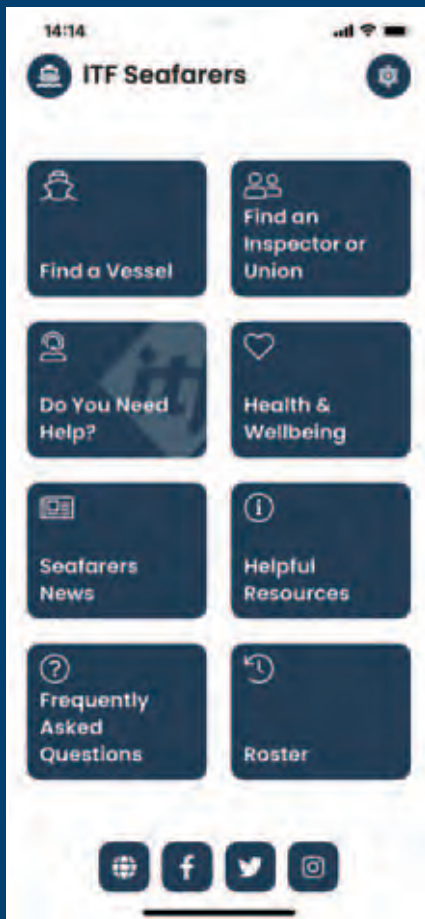 14:14
ITF Seafarers
Find a Vessel
Find an
Inspector or
Union
Do You Need
Help?
itf
Health &
Wellbeing
Seafarers
News
Helpful
Resources
Frequently
Asked
Questions
Roster